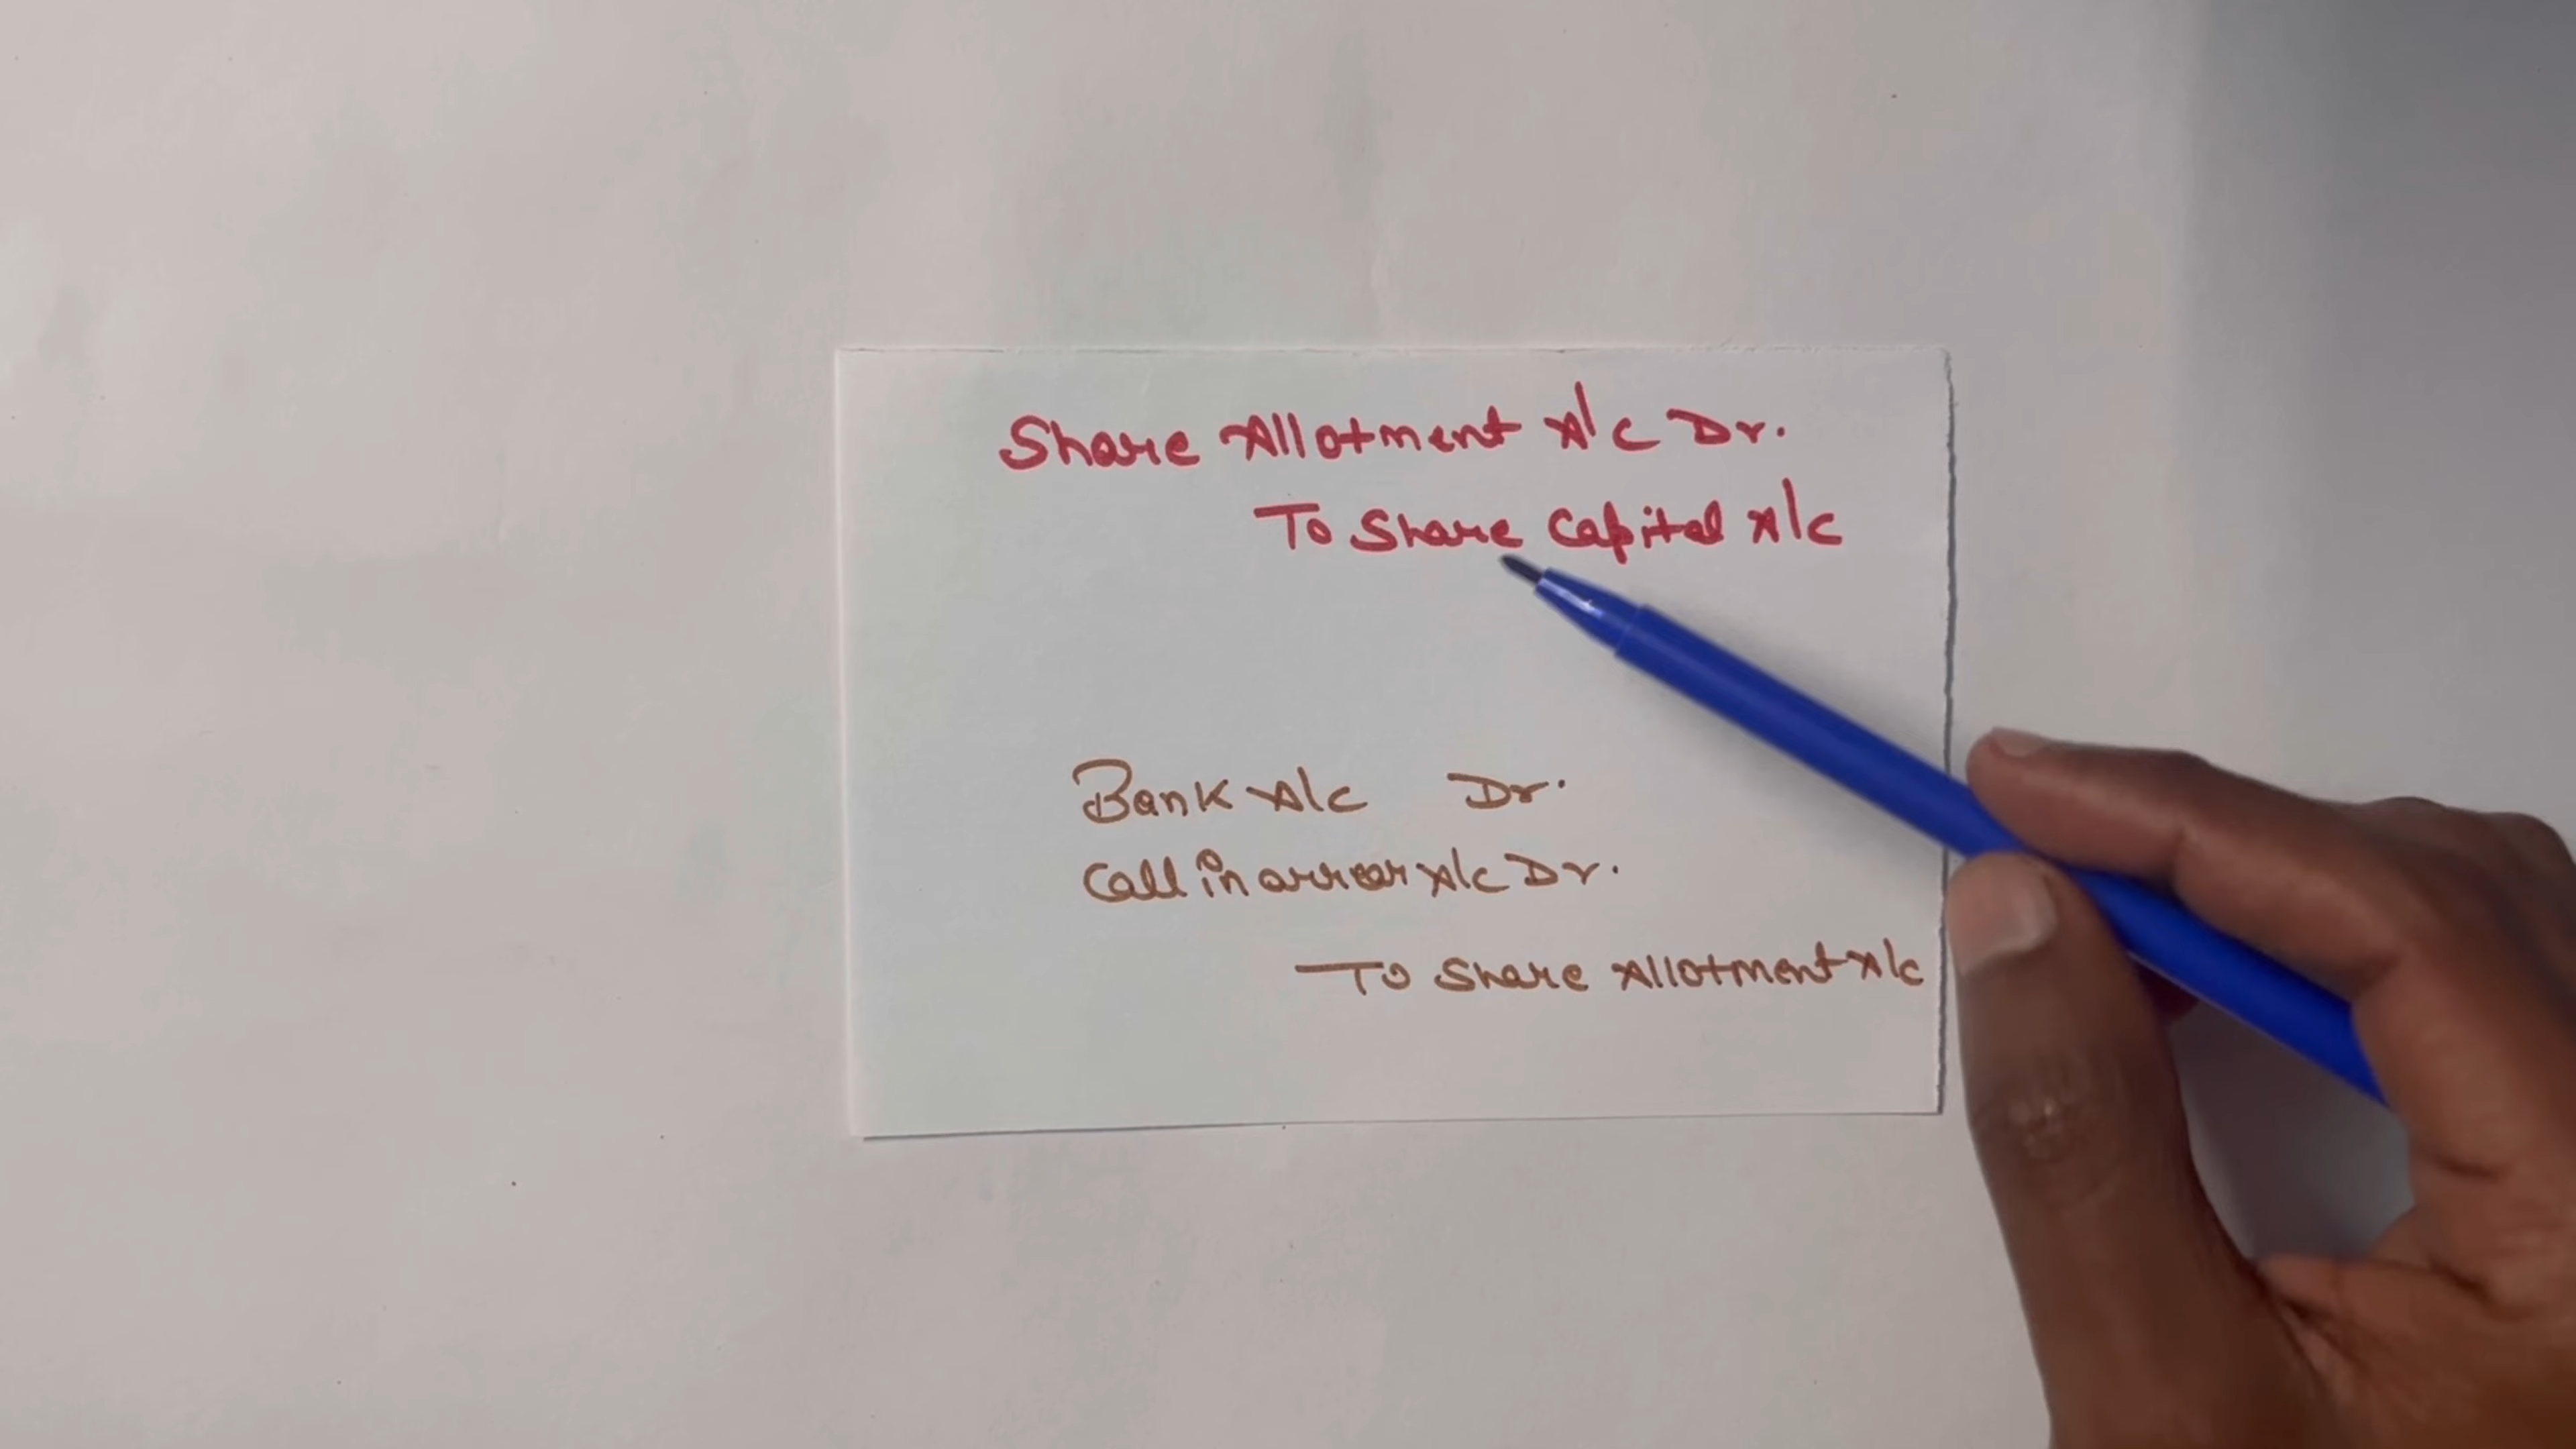 Share Allotment A/c Dr.
To Share Capital A/c
Bank A/c Dr.
Call in arrear A/c Dr.
To Share Allotment A/c